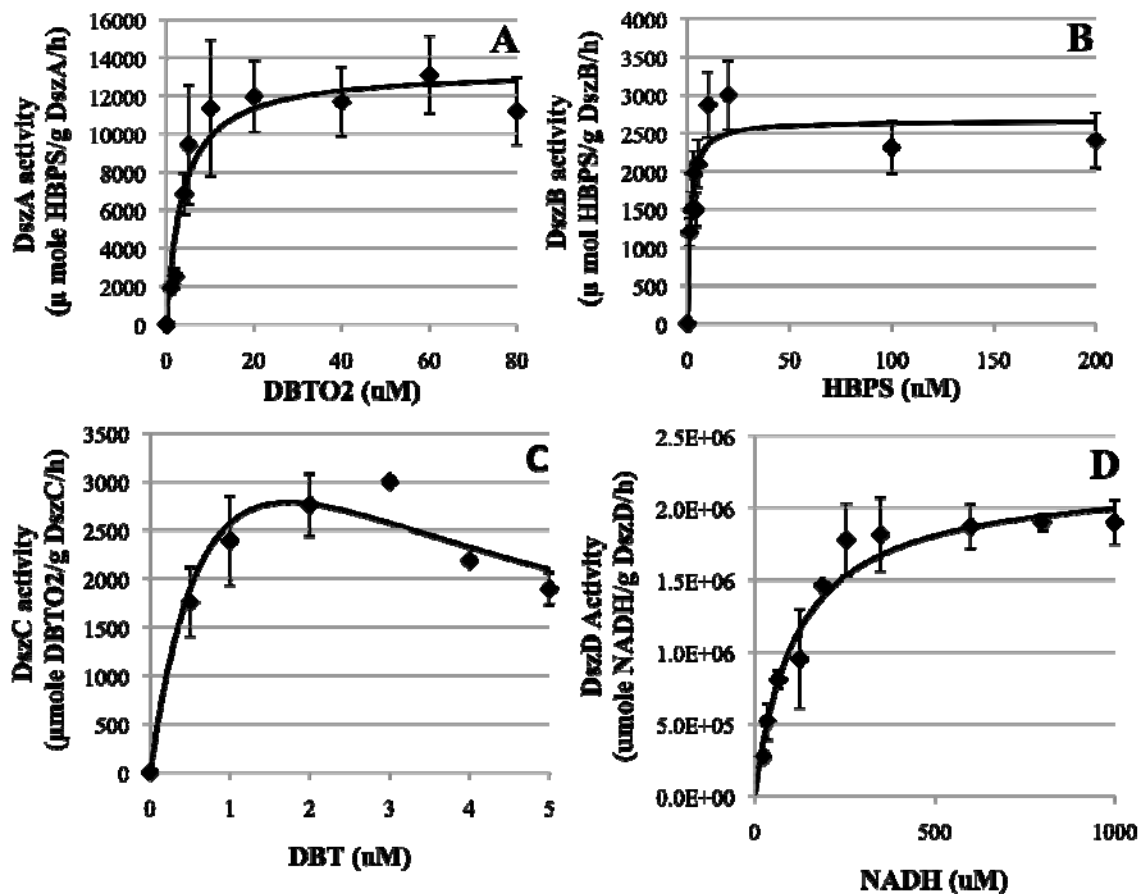 A
DszA activity
(µ mole HBPS/g DszA/h)
16000
14000
12000
10000
8000
6000
4000
2000
0
0 20 40 60 80
DBTO2 (uM)
B
DszB activity
(µ mol HBPS/g DszB/h)
4000
3500
3000
2500
2000
1500
1000
500
0
0 50 100 150 200
HBPS (uM)
C
DszC activity
(µmole DBTO2/g DszC/h)
3500
3000
2500
2000
1500
1000
500
0
0 1 2 3 4 5
DBT (uM)
D
DszD Activity
(umole NADH/g DszD/h)
2.5E+06
2.0E+06
1.5E+06
1.0E+06
5.0E+05
0.0E+00
0 500 1000
NADH (uM)